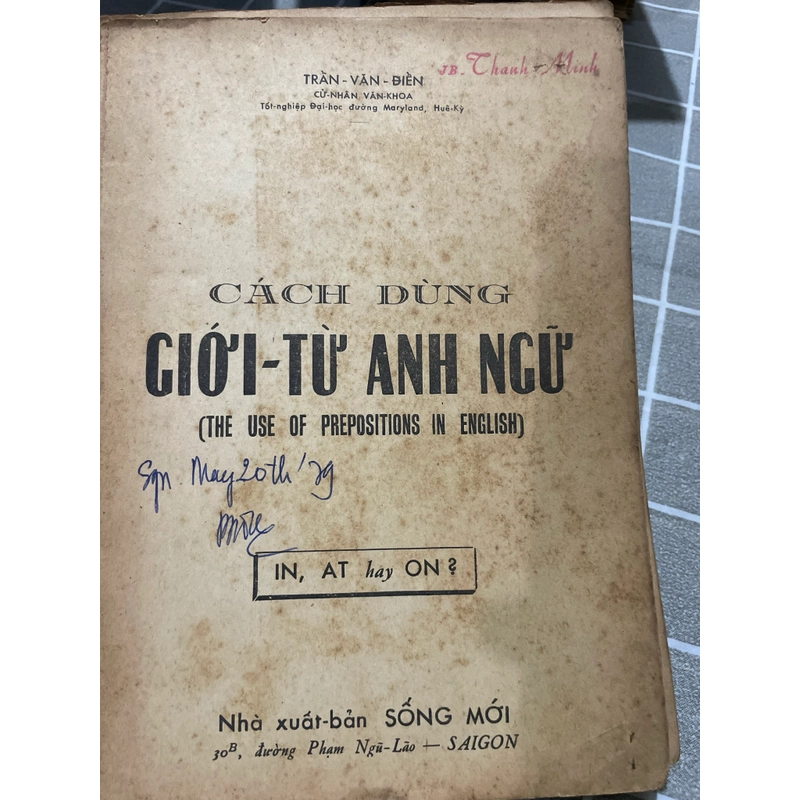 JB. Thanh-Minh
TRẦN-VĂN-ĐIỀN
CỬ-NHÂN VĂN-KHOA
Tốt-nghiệp Đại-học đường Maryland, Huê-Kỳ
CÁCH DÙNG
GIỚI-TỪ ANH NGỮ
(THE USE OF PREPOSITIONS IN ENGLISH)
Sgn. May 20th '79
IN, AT hay ON ?
Nhà xuất-bản SỐNG MỚI
30B, đường Phạm Ngũ-Lão — SAIGON